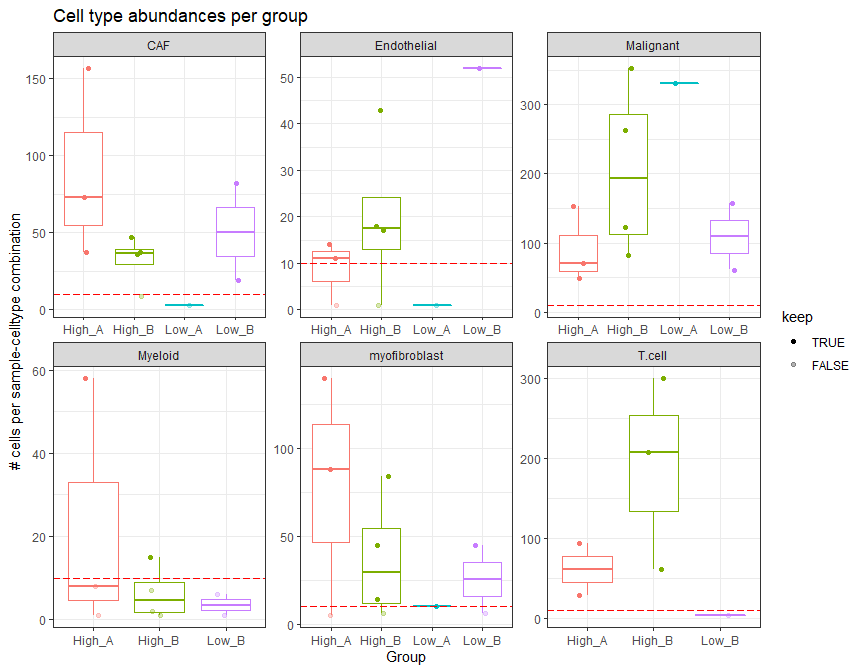 Cell type abundances per group
CAF
Endothelial
Malignant
150
100
50
0
50
40
30
20
10
0
300
200
100
0
High_A High_B Low_A Low_B
High_A High_B Low_A Low_B
High_A High_B Low_A Low_B
Myeloid
myofibroblast
T.cell
60
40
20
0
100
50
0
300
200
100
0
High_A High_B Low_B
High_A High_B Low_A Low_B
High_A High_B Low_B
# cells per sample-celltype combination
Group
keep
TRUE
FALSE